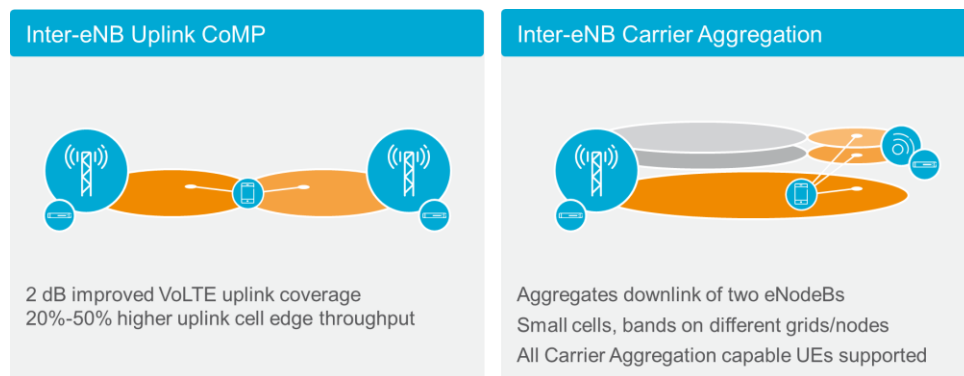 Inter-eNB Uplink CoMP
2 dB improved VoLTE uplink coverage
20%-50% higher uplink cell edge throughput
Inter-eNB Carrier Aggregation
Aggregates downlink of two eNodeBs
Small cells, bands on different grids/nodes
All Carrier Aggregation capable UEs supported